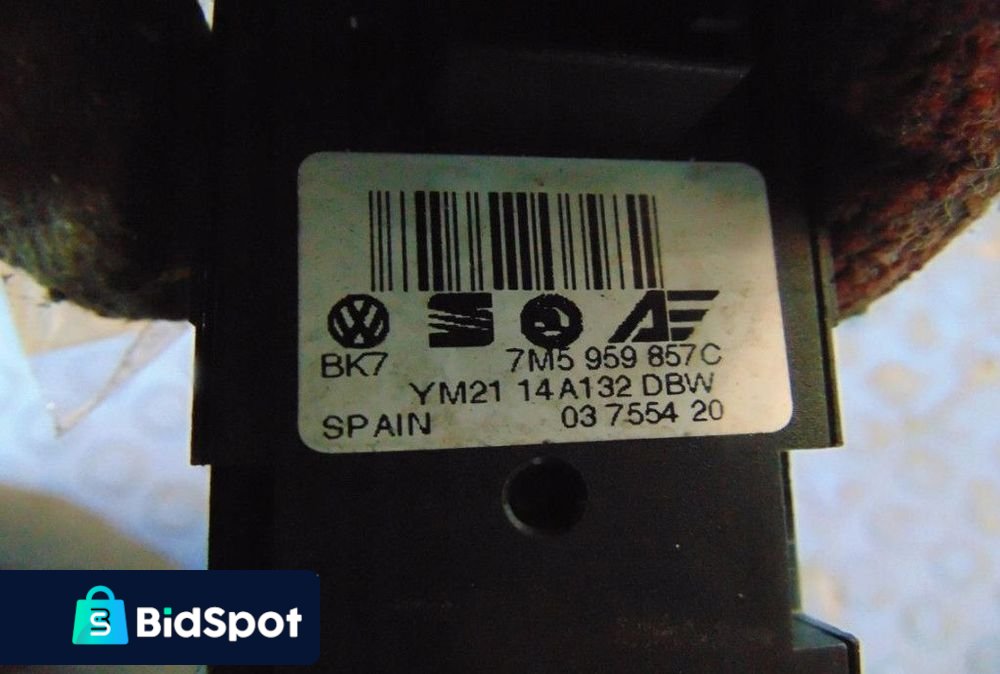 BK7 7M5 959 857C
YM21 14A132 DBW
SPAIN 03 7554 20
BidSpot